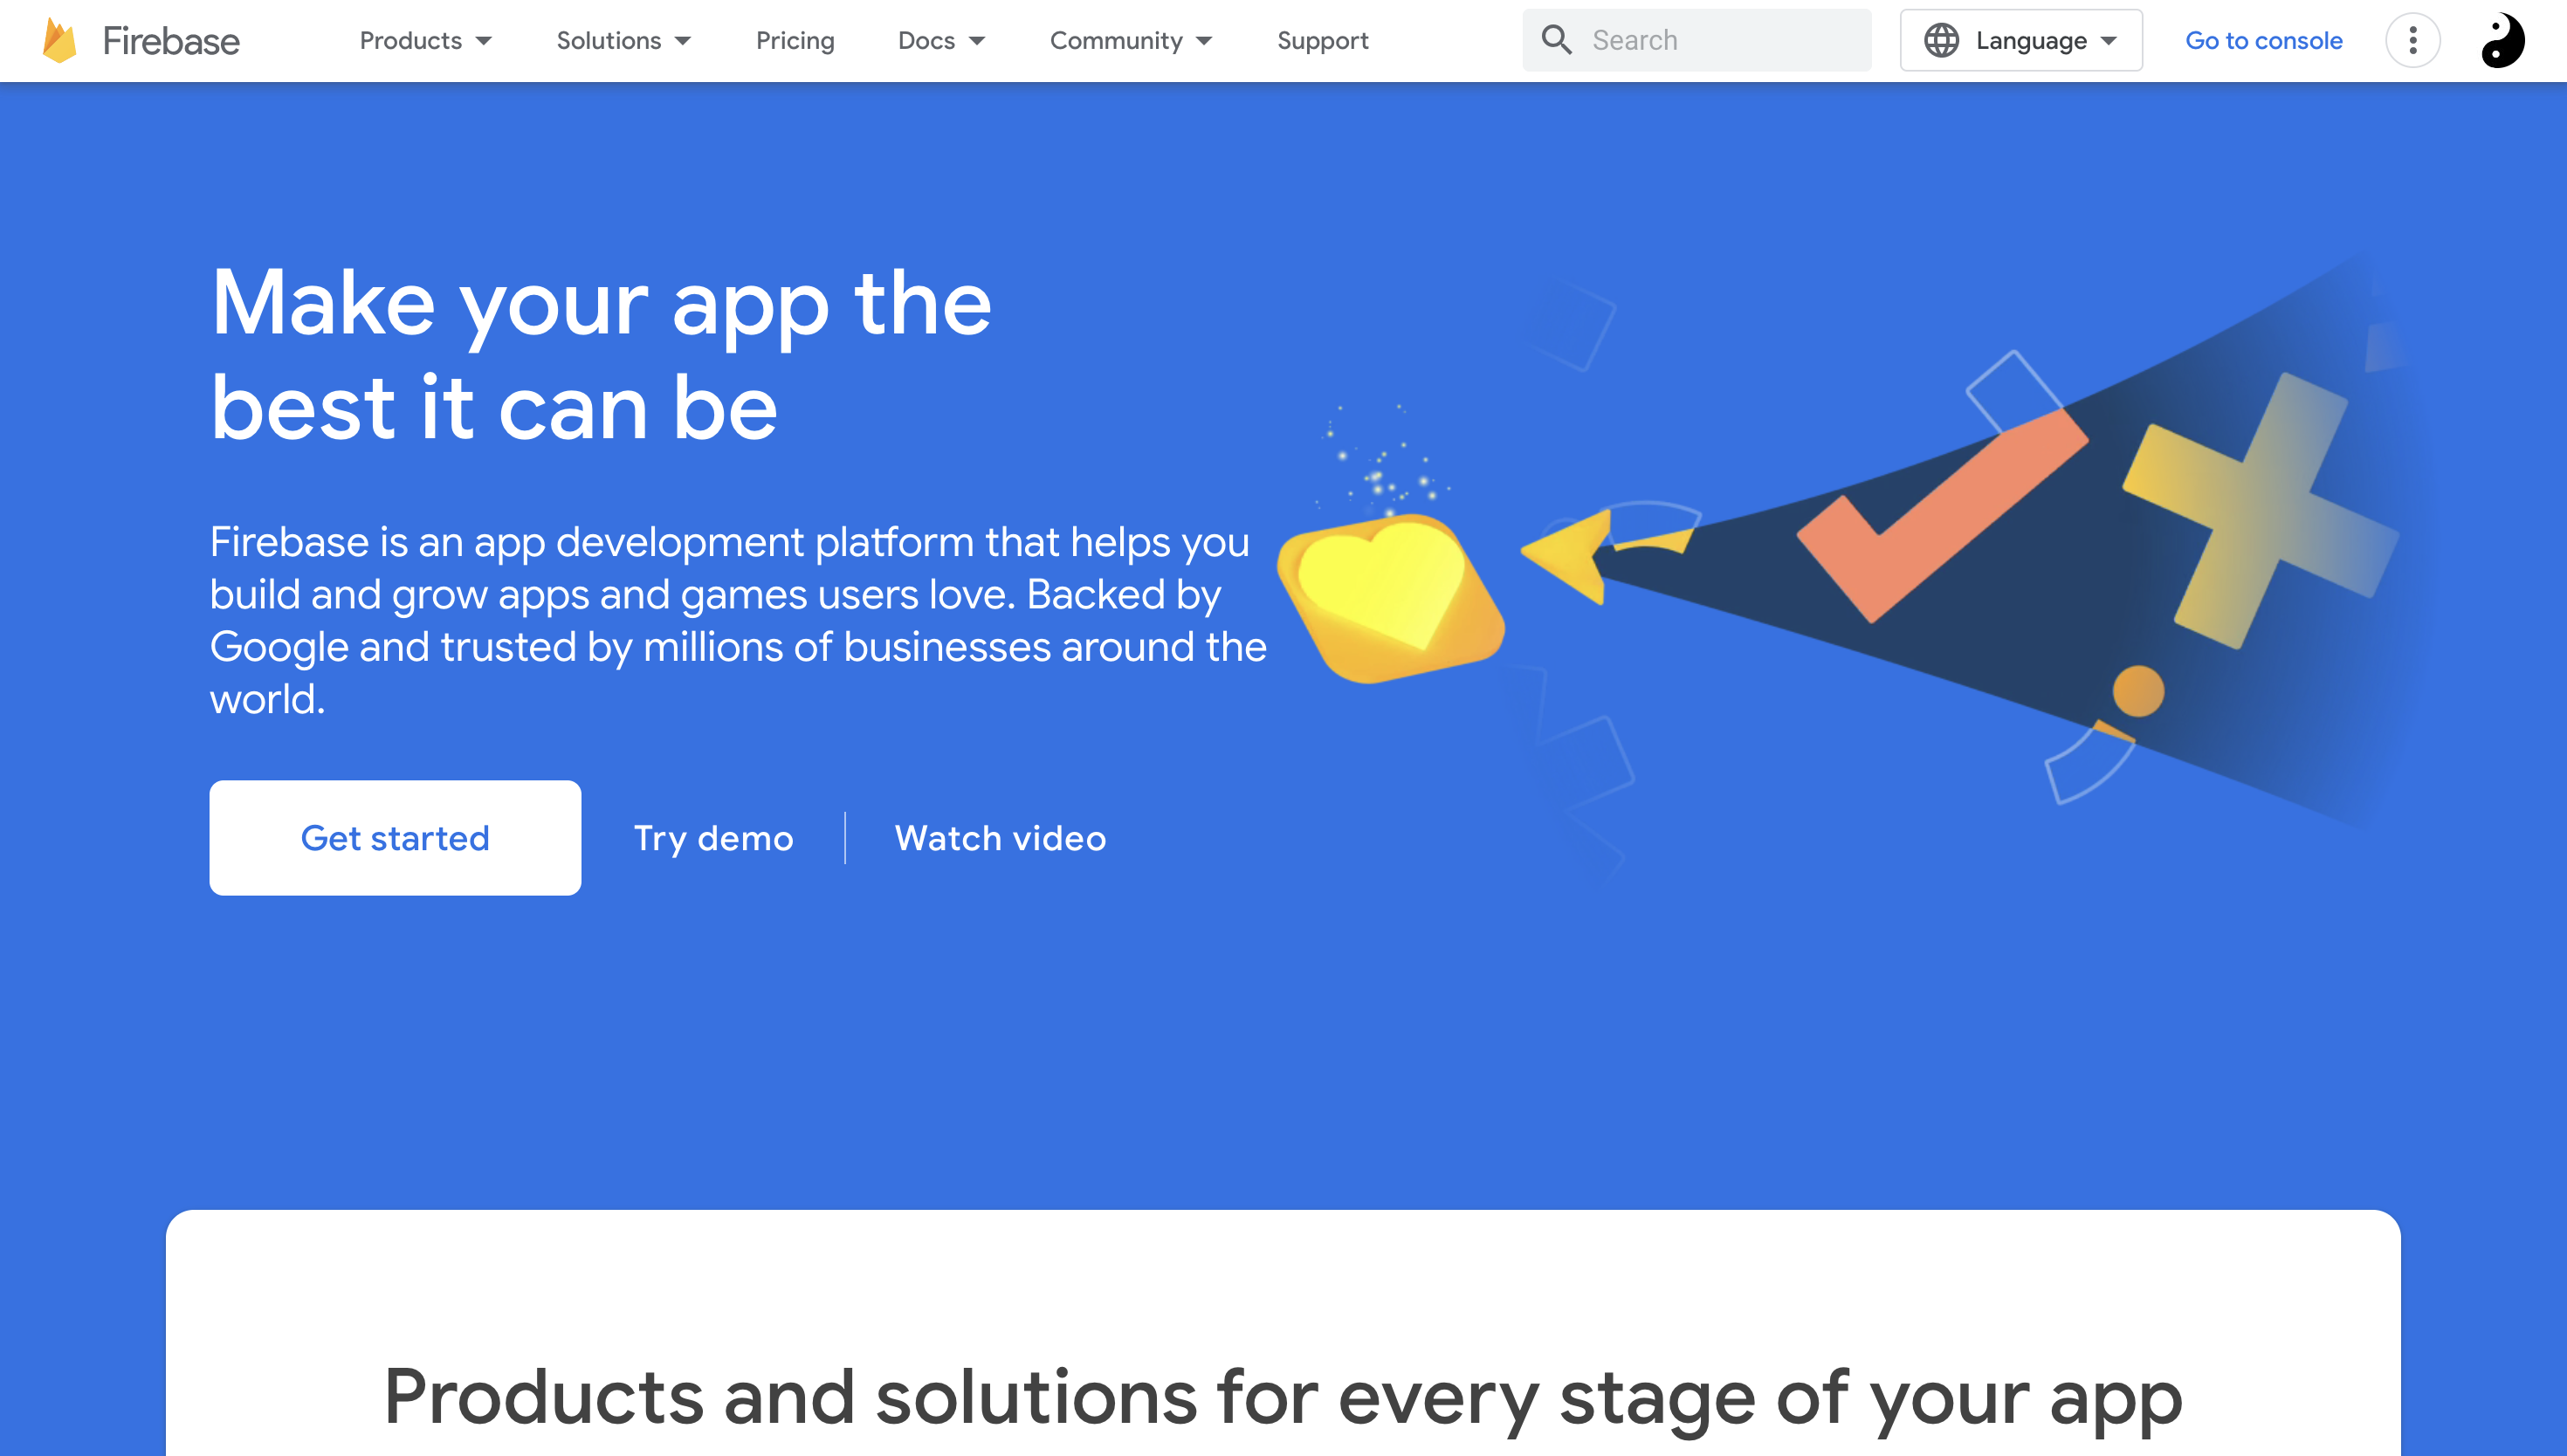 Firebase
Products
Solutions
Pricing
Docs
Community
Support
Search
Language
Go to console
Make your app the
best it can be
Firebase is an app development platform that helps you
build and grow apps and games users love. Backed by
Google and trusted by millions of businesses around the
world.
Get started
Try demo
Watch video
Products and solutions for every stage of your app